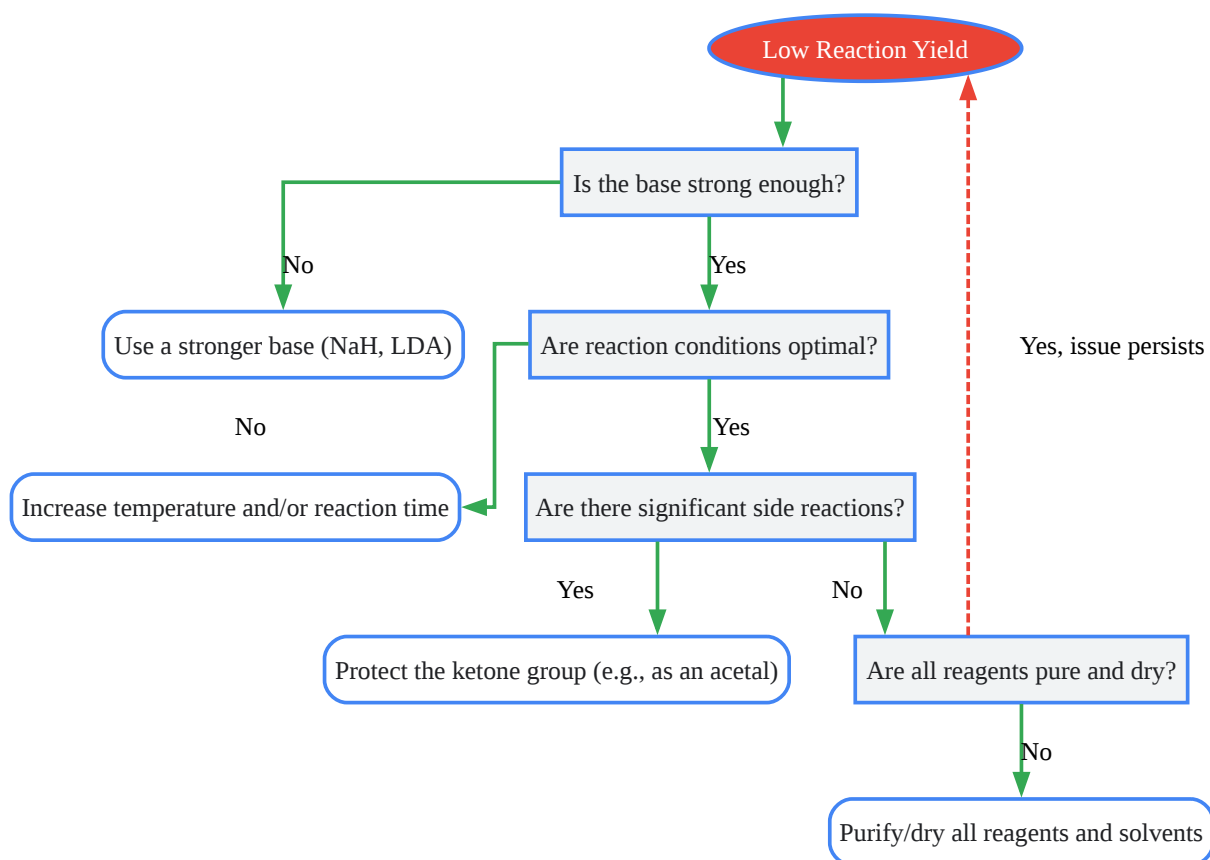 Low Reaction Yield
Is the base strong enough?
No
Yes
Use a stronger base (NaH, LDA)
Are reaction conditions optimal?
Yes, issue persists
No
Yes
Increase temperature and/or reaction time
Are there significant side reactions?
Yes
No
Protect the ketone group (e.g., as an acetal)
Are all reagents pure and dry?
No
Purify/dry all reagents and solvents